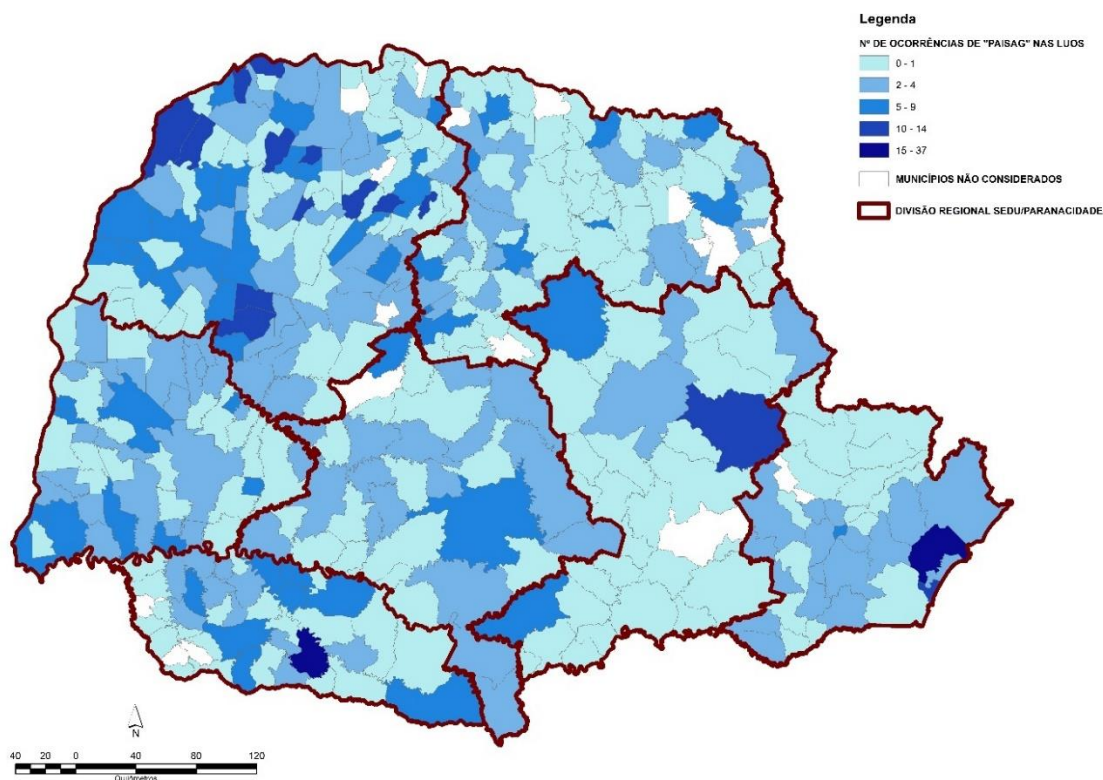 Legenda
Nº DE OCORRÊNCIAS DE "PAISAG" NAS LUOS
0 - 1
2 - 4
5 - 9
10 - 14
15 - 37
MUNICÍPIOS NÃO CONSIDERADOS
DIVISÃO REGIONAL SEDU/PARANACIDADE
N
40 20 0 40 80 120
Quilômetros